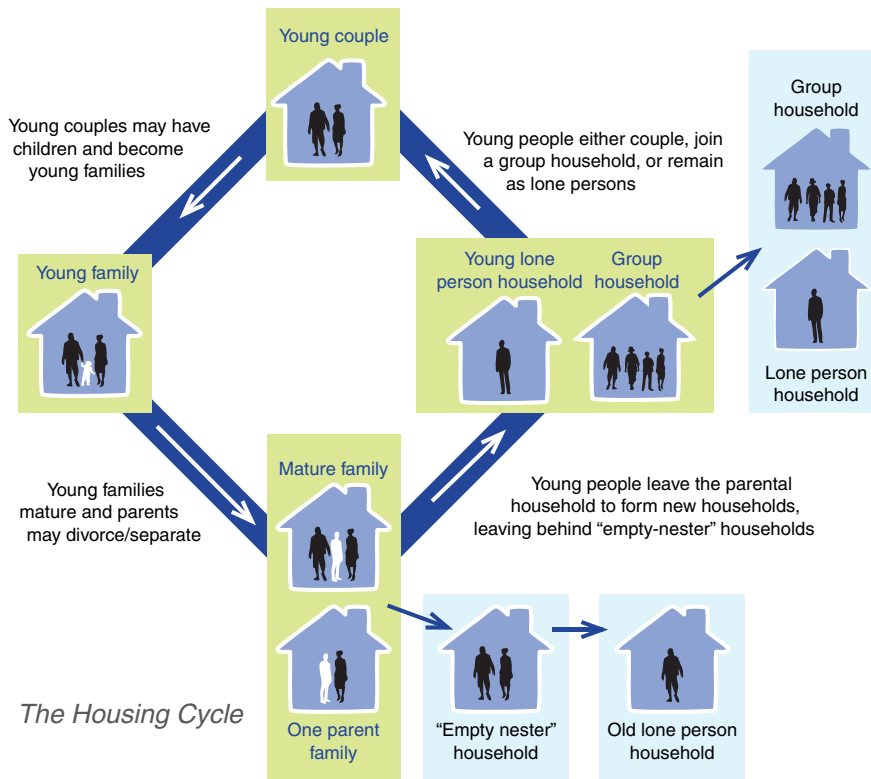 Young couple
Group
household
Young couples may have
children and become
young families
Young people either couple, join
a group household, or remain
as lone persons
Young family
Young lone
person household
Group
household
Lone person
household
Mature family
Young families
mature and parents
may divorce/separate
Young people leave the parental
household to form new households,
leaving behind “empty-nester” households
The Housing Cycle
One parent
family
“Empty nester”
household
Old lone person
household